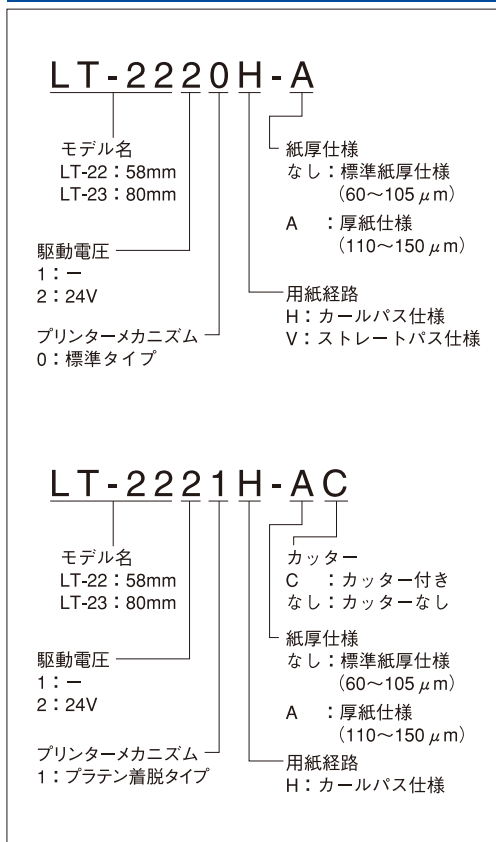 LT-2220H-A
モデル名
LT-22：58mm
LT-23：80mm
駆動電圧
1：ー
2：24V
プリンターメカニズム
0：標準タイプ
紙厚仕様
なし：標準紙厚仕様
（60～105μm）
A ：厚紙仕様
（110～150μm）
用紙経路
H：カールパス仕様
V：ストレートパス仕様
LT-2221H-AC
モデル名
LT-22：58mm
LT-23：80mm
駆動電圧
1：ー
2：24V
プリンターメカニズム
1：プラテン着脱タイプ
カッター
C ：カッター付き
なし：カッターなし
紙厚仕様
なし：標準紙厚仕様
（60～105μm）
A ：厚紙仕様
（110～150μm）
用紙経路
H：カールパス仕様